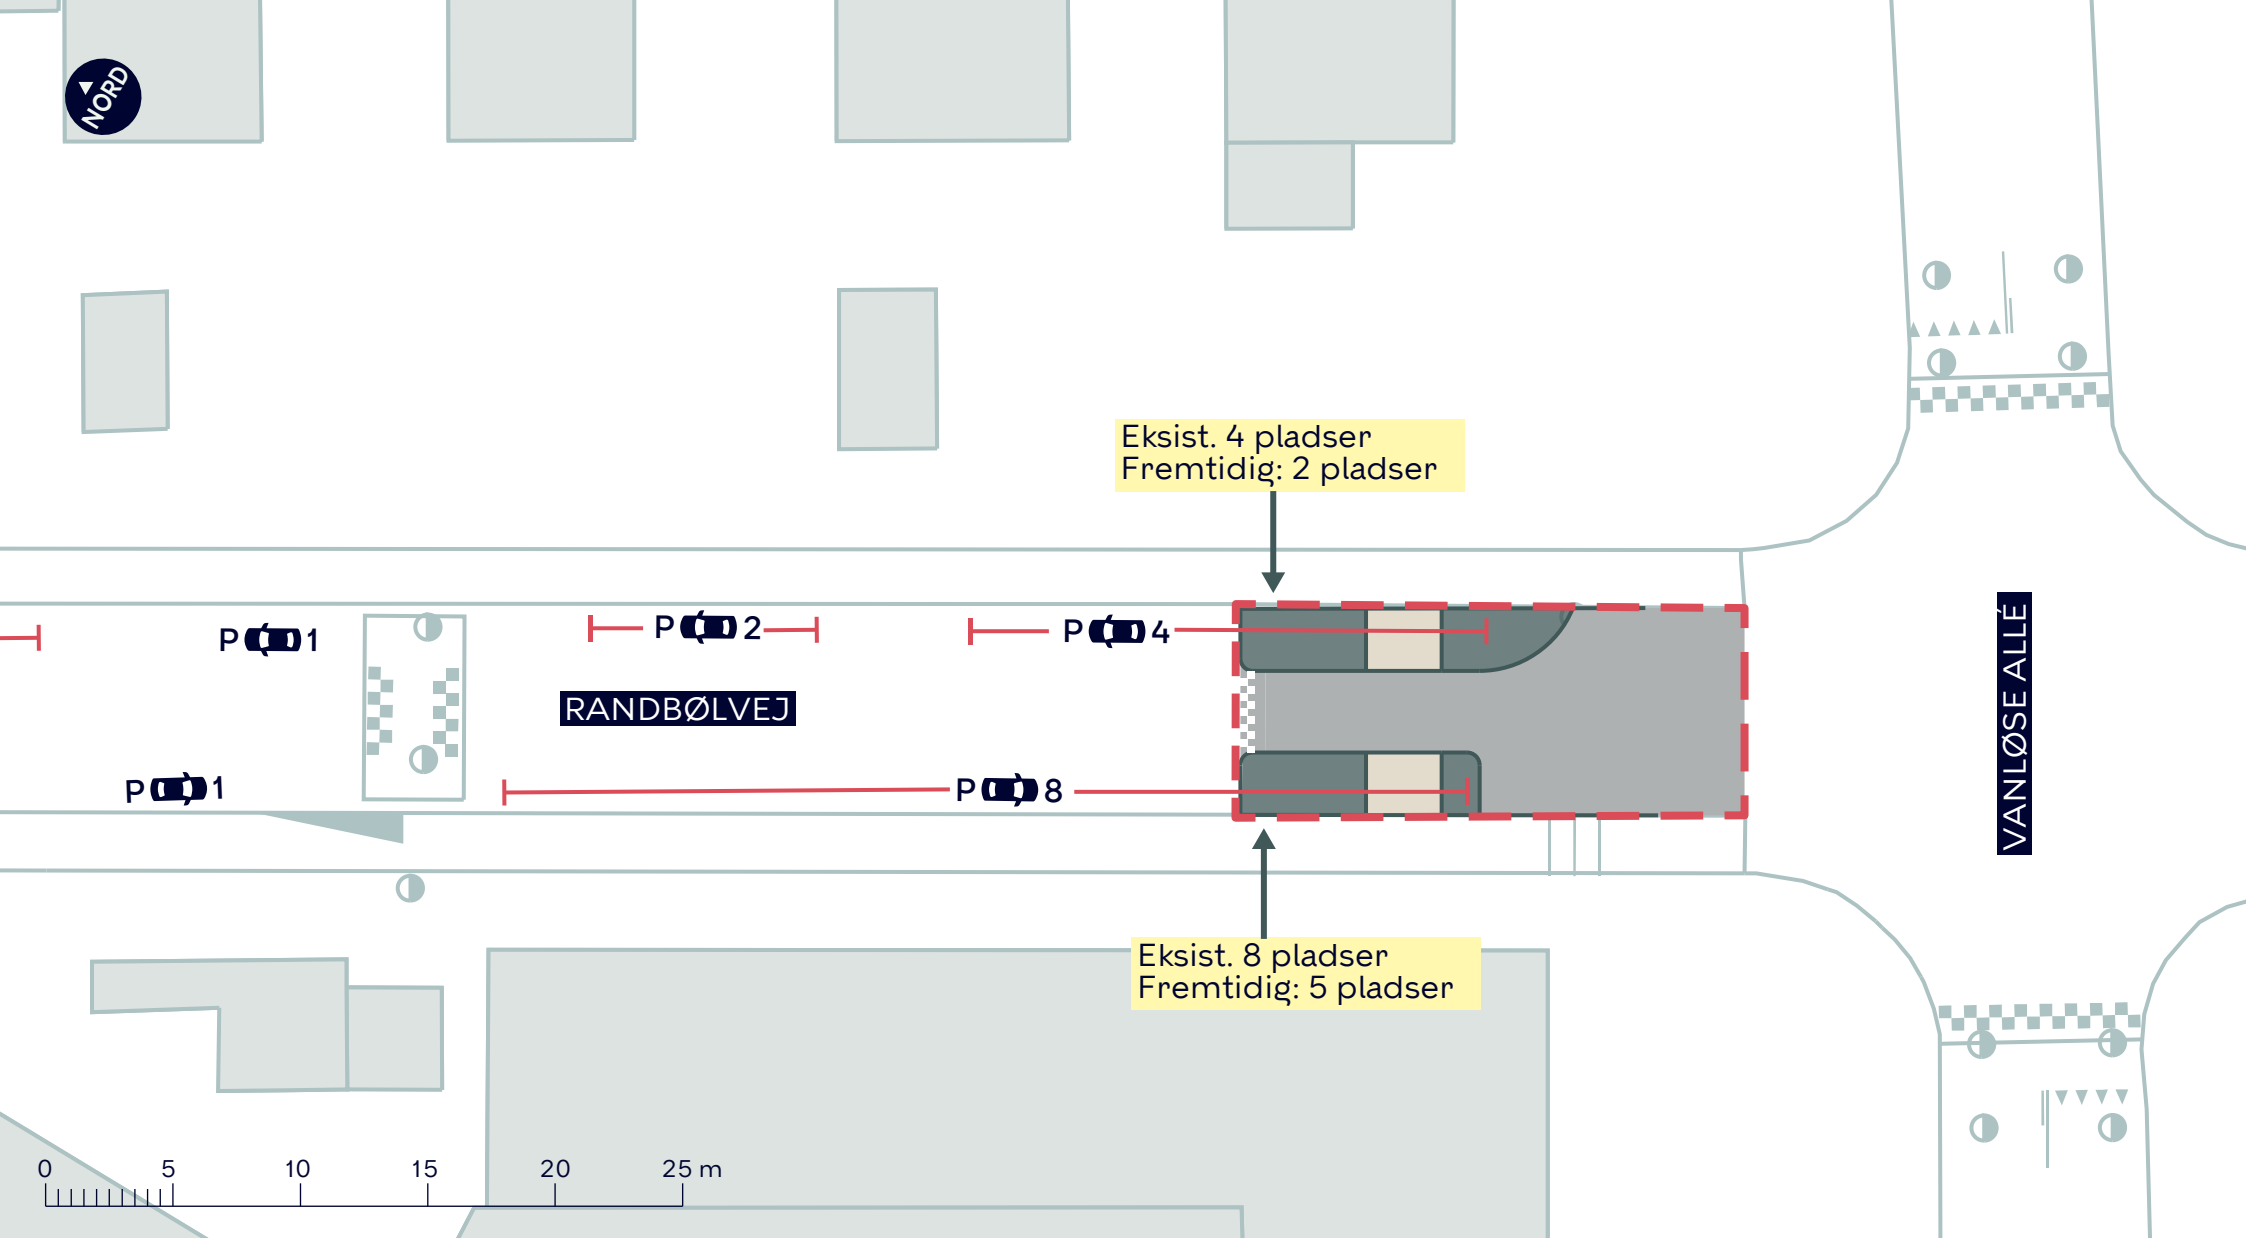 NORD
Eksist. 4 pladser
Fremtidig: 2 pladser
P 1
P 2
P 4
RANDBØLVEJ
VANLØSE ALLÉ
P 1
P 8
Eksist. 8 pladser
Fremtidig: 5 pladser
0 5 10 15 20 25 m